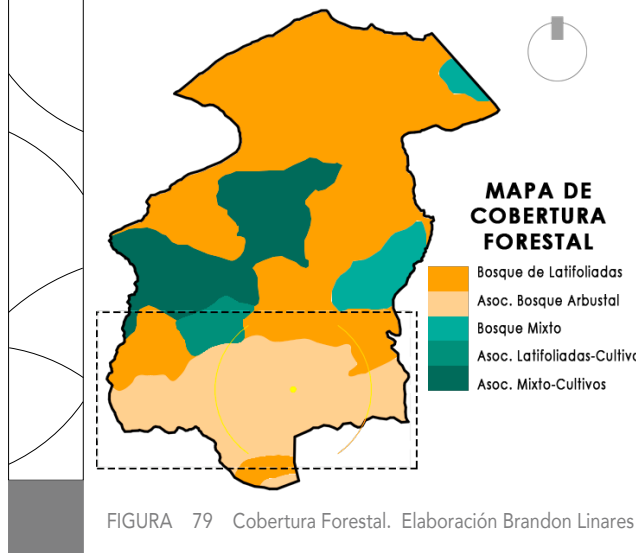 MAPA DE
COBERTURA
FORESTAL
Bosque de Latifoliadas
Asoc. Bosque Arbustal
Bosque Mixto
Asoc. Latifoliadas-Cultivo
Asoc. Mixto-Cultivos
FIGURA 79 Cobertura Forestal. Elaboración Brandon Linares